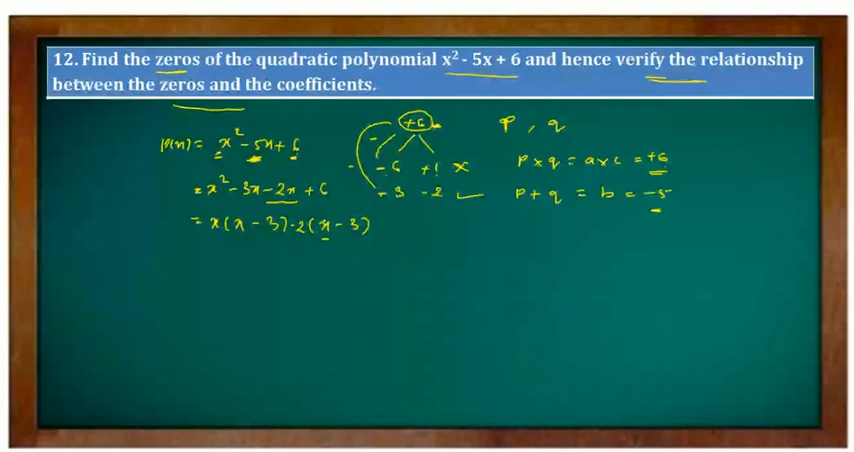 12. Find the zeros of the quadratic polynomial x² - 5x + 6 and hence verify the relationship
between the zeros and the coefficients.
p(x) = x² - 5x + 6
= x² - 3x - 2x + 6
= x(x - 3) - 2(x - 3)
+6
- 6 +1 ×
- 3 - 2 ✓
p, q
p × q = a × c = +6
p + q = b = -5